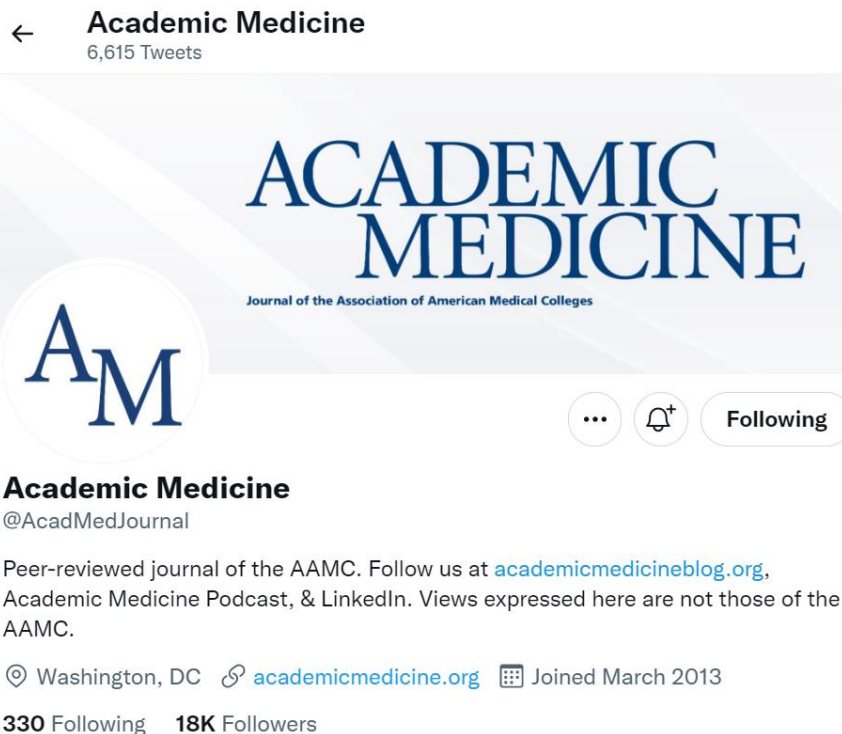 Academic Medicine
6,615 Tweets
ACADEMIC
MEDICINE
Journal of the Association of American Medical Colleges
AM
Following
Academic Medicine
@AcadMedJournal
Peer-reviewed journal of the AAMC. Follow us at academicmedicineblog.org,
Academic Medicine Podcast, & LinkedIn. Views expressed here are not those of the
AAMC.
Washington, DC academicmedicine.org Joined March 2013
330 Following 18K Followers